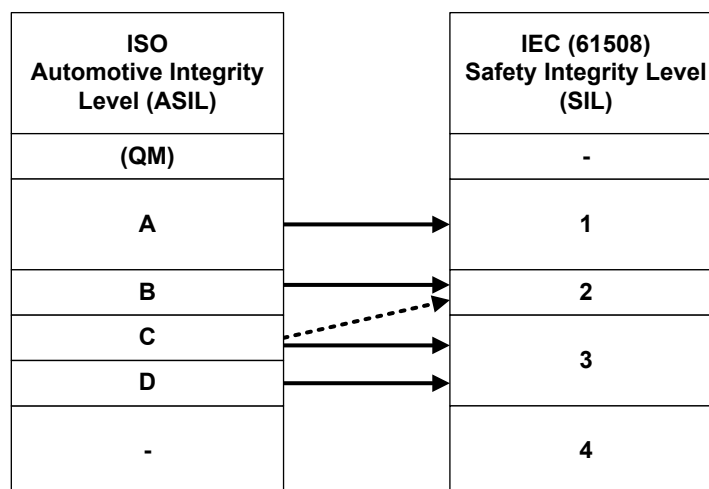 ISO
Automotive Integrity
Level (ASIL)
(QM)
A
B
C
D
-
IEC (61508)
Safety Integrity Level
(SIL)
-
1
2
3
4